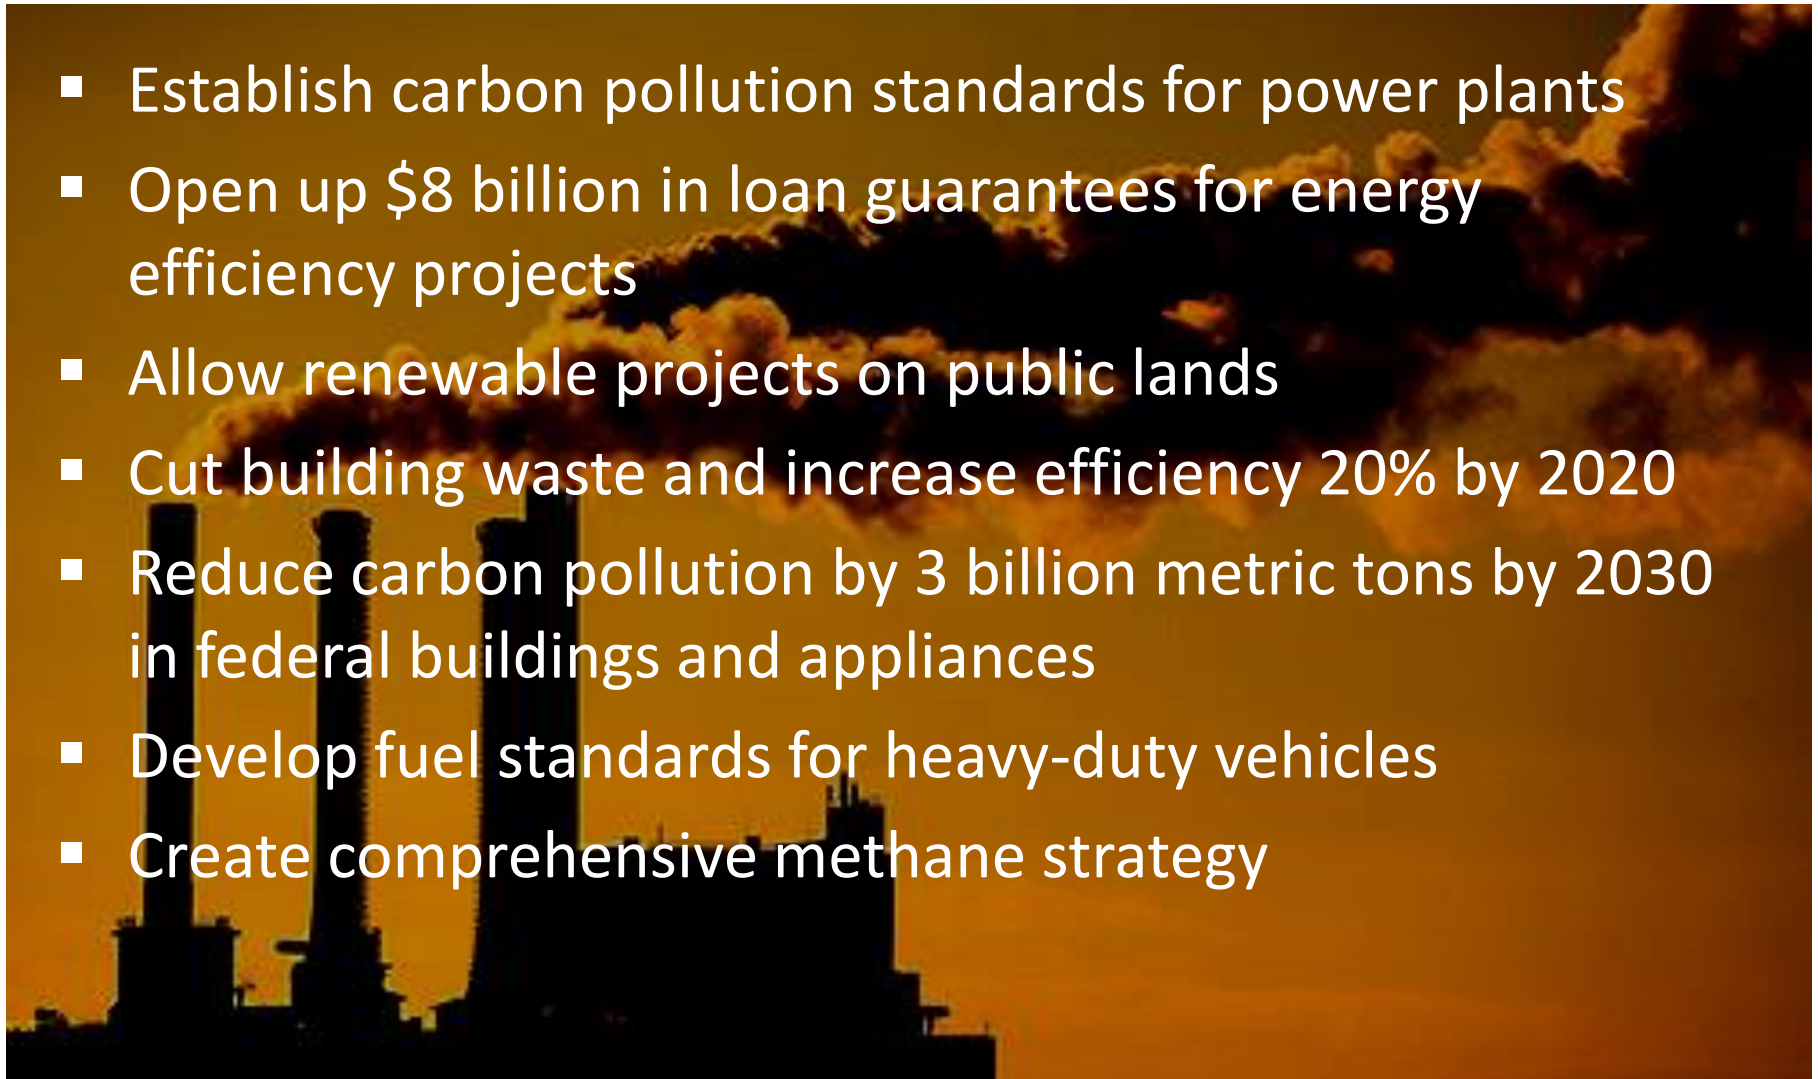 ▪ Establish carbon pollution standards for power plants
▪ Open up $8 billion in loan guarantees for energy
efficiency projects
▪ Allow renewable projects on public lands
▪ Cut building waste and increase efficiency 20% by 2020
▪ Reduce carbon pollution by 3 billion metric tons by 2030
in federal buildings and appliances
▪ Develop fuel standards for heavy-duty vehicles
▪ Create comprehensive methane strategy